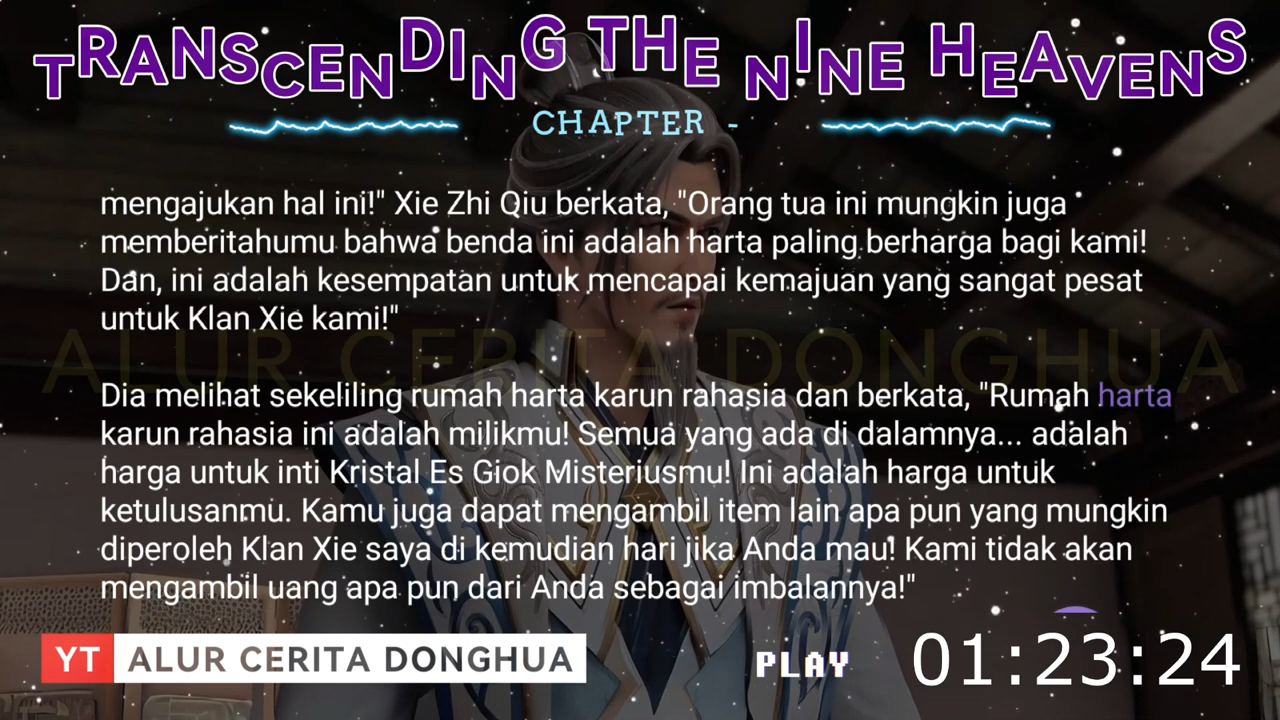 TRANSCENDING THE NINE HEAVENS
CHAPTER -
mengajukan hal ini!" Xie Zhi Qiu berkata, "Orang tua ini mungkin juga
memberitahumu bahwa benda ini adalah harta paling berharga bagi kami!
Dan, ini adalah kesempatan untuk mencapai kemajuan yang sangat pesat
untuk Klan Xie kami!"
ALUR CERITA DONGHUA
Dia melihat sekeliling rumah harta karun rahasia dan berkata, "Rumah harta
karun rahasia ini adalah milikmu! Semua yang ada di dalamnya... adalah
harga untuk inti Kristal Es Giok Misteriusmu! Ini adalah harga untuk
ketulusanmu. Kamu juga dapat mengambil item lain apa pun yang mungkin
diperoleh Klan Xie saya di kemudian hari jika Anda mau! Kami tidak akan
mengambil uang apa pun dari Anda sebagai imbalannya!"
YT ALUR CERITA DONGHUA
PLAY 01:23:24